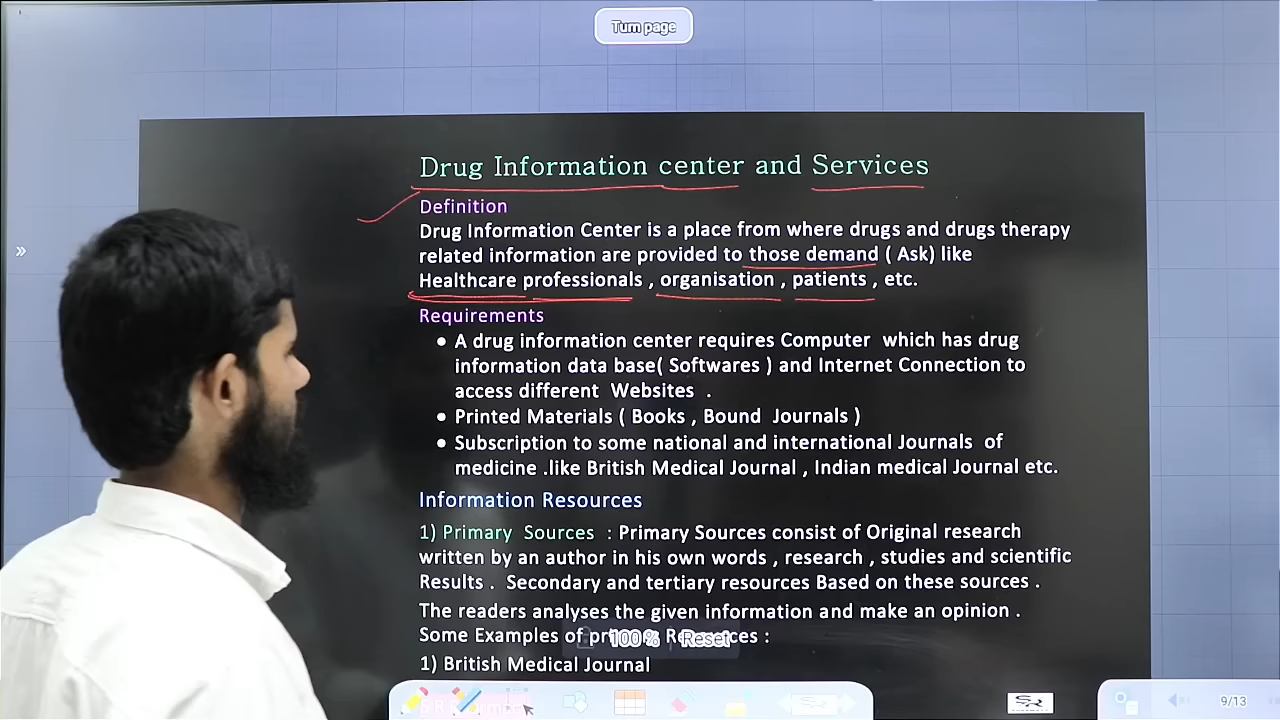 Turn page
Drug Information center and Services
Definition
Drug Information Center is a place from where drugs and drugs therapy
related information are provided to those demand ( Ask) like
Healthcare professionals , organisation , patients , etc.
Requirements
• A drug information center requires Computer which has drug
information data base( Softwares ) and Internet Connection to
access different Websites .
• Printed Materials ( Books , Bound Journals )
• Subscription to some national and international Journals of
medicine .like British Medical Journal , Indian medical Journal etc.
Information Resources
1) Primary Sources : Primary Sources consist of Original research
written by an author in his own words , research , studies and scientific
Results . Secondary and tertiary resources Based on these sources .
The readers analyses the given information and make an opinion .
Some Examples of :
100 % Reset
1) British Medical Journal
SR
9/13